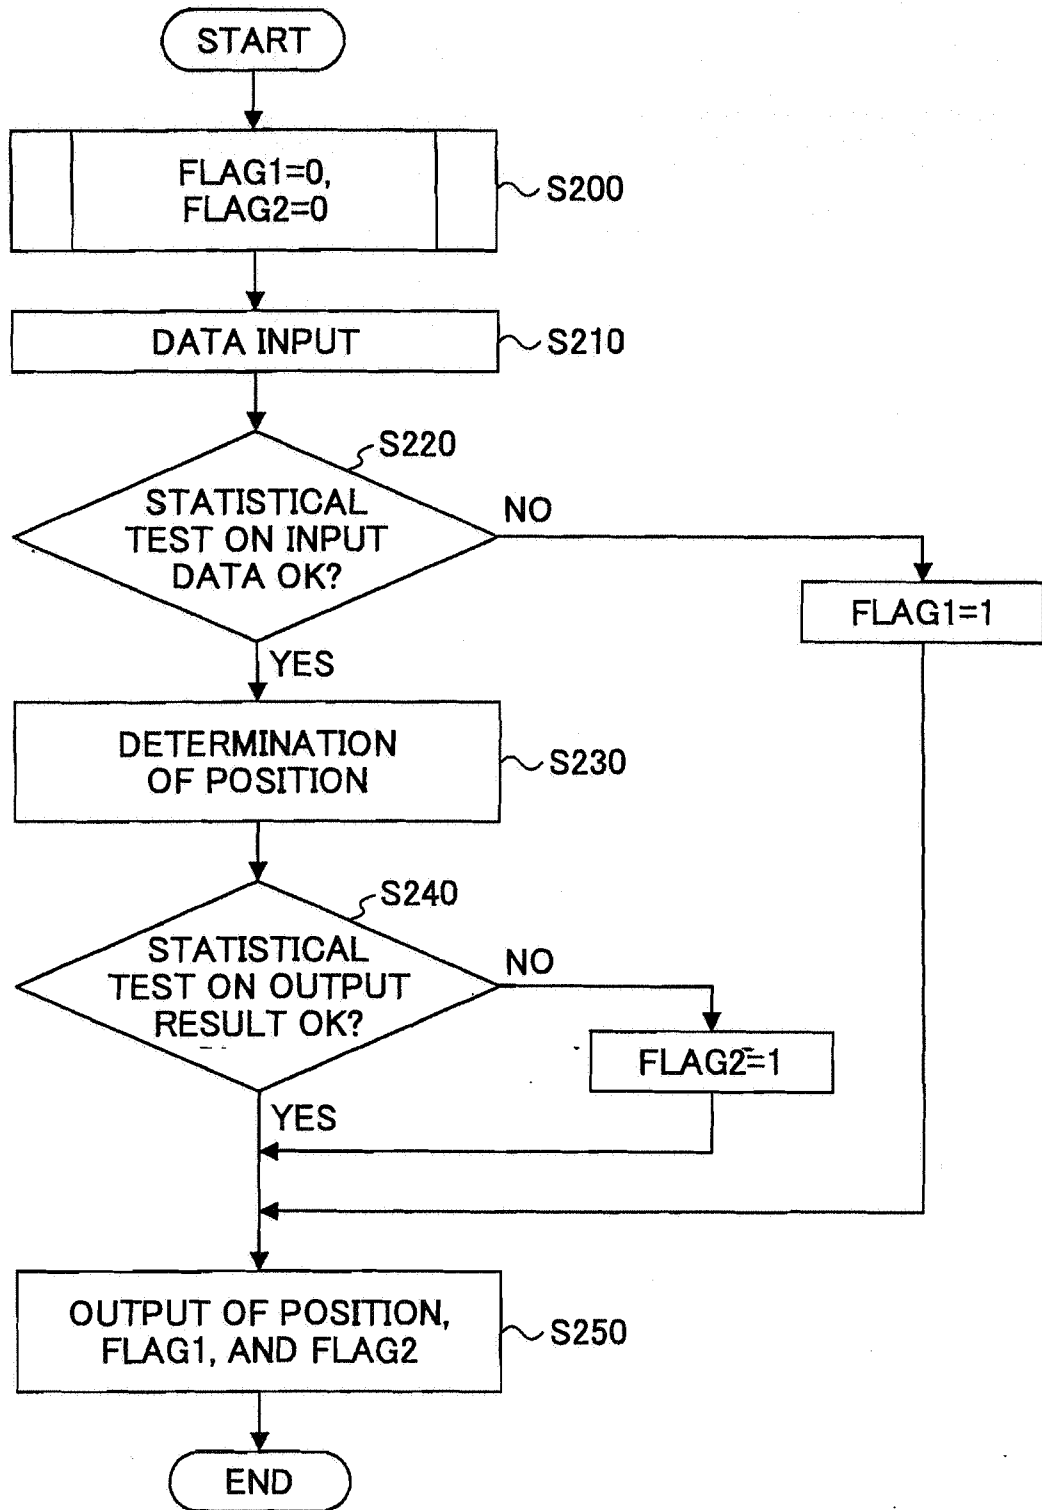 START
FLAG1=0,
FLAG2=0
S200
DATA INPUT
S210
S220
STATISTICAL
TEST ON INPUT
DATA OK?
NO
FLAG1=1
YES
DETERMINATION
OF POSITION
S230
S240
STATISTICAL
TEST ON OUTPUT
RESULT OK?
NO
FLAG2=1
YES
OUTPUT OF POSITION,
FLAG1, AND FLAG2
S250
END